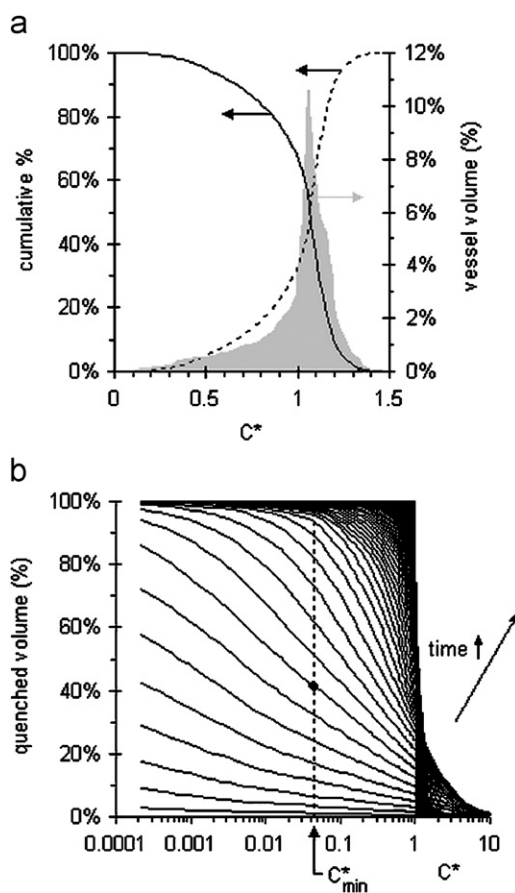 a
cumulative %
100%
80%
60%
40%
20%
0%
vessel volume (%)
12%
10%
8%
6%
4%
2%
0%
0 0.5 1 1.5
C*
b
quenched volume (%)
100%
80%
60%
40%
20%
0%
time
0.0001 0.001 0.01 0.1 1 10
C*min C*